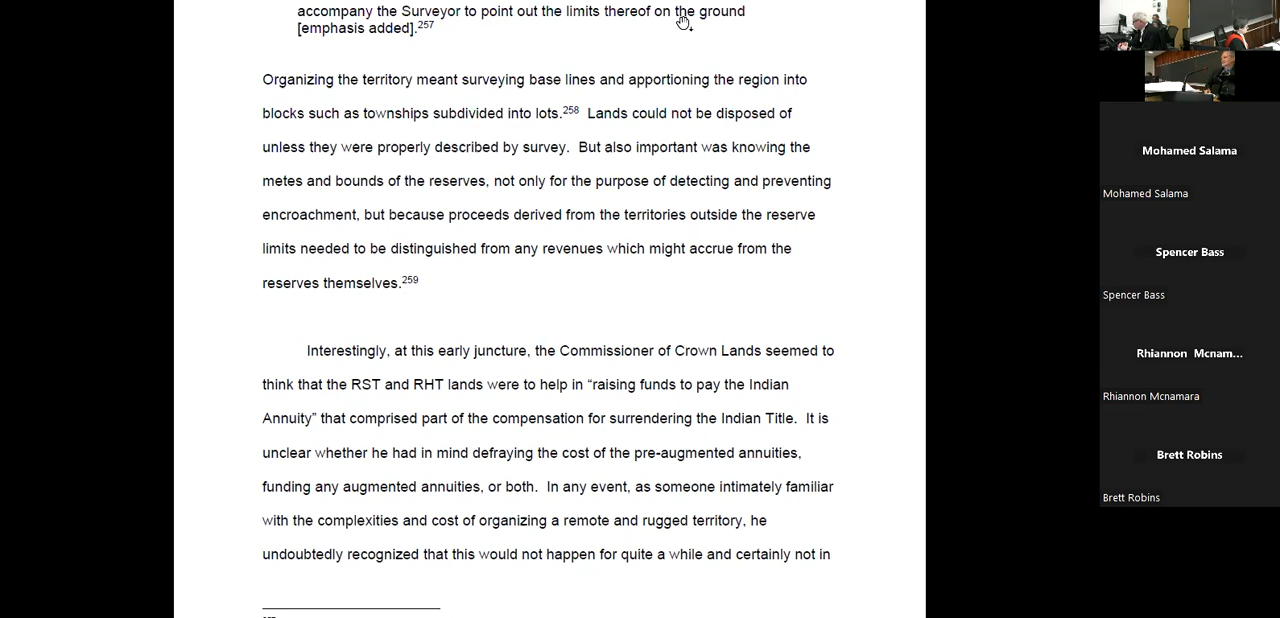 accompany the Surveyor to point out the limits thereof on the ground
[emphasis added].257
Organizing the territory meant surveying base lines and apportioning the region into
blocks such as townships subdivided into lots.258  Lands could not be disposed of
unless they were properly described by survey.  But also important was knowing the
metes and bounds of the reserves, not only for the purpose of detecting and preventing
encroachment, but because proceeds derived from the territories outside the reserve
limits needed to be distinguished from any revenues which might accrue from the
reserves themselves.259
Interestingly, at this early juncture, the Commissioner of Crown Lands seemed to
think that the RST and RHT lands were to help in “raising funds to pay the Indian
Annuity” that comprised part of the compensation for surrendering the Indian Title.  It is
unclear whether he had in mind defraying the cost of the pre-augmented annuities,
funding any augmented annuities, or both.  In any event, as someone intimately familiar
with the complexities and cost of organizing a remote and rugged territory, he
undoubtedly recognized that this would not happen for quite a while and certainly not in
Mohamed Salama
Mohamed Salama
Spencer Bass
Spencer Bass
Rhiannon Mcnam...
Rhiannon Mcnamara
Brett Robins
Brett Robins